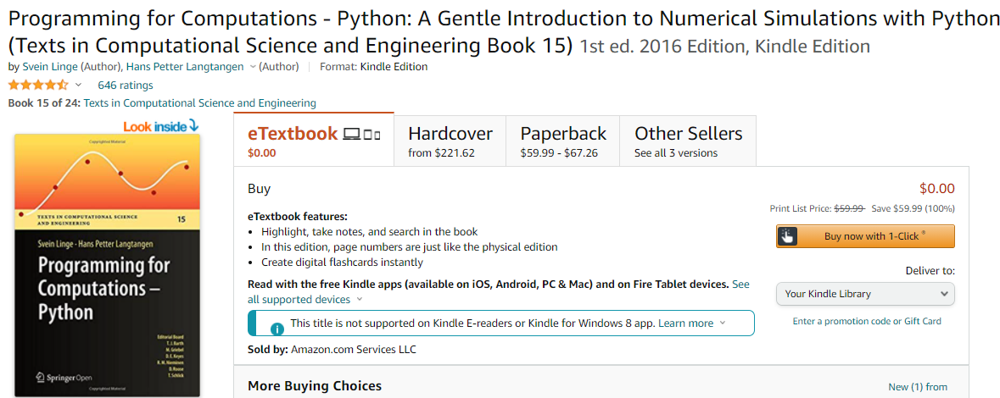 Programming for Computations - Python: A Gentle Introduction to Numerical Simulations with Python
(Texts in Computational Science and Engineering Book 15) 1st ed. 2016 Edition, Kindle Edition
by Svein Linge (Author), Hans Petter Langtangen (Author) | Format: Kindle Edition
646 ratings
Book 15 of 24: Texts in Computational Science and Engineering
Look inside
Copyrighted Material
TEXTS IN COMPUTATIONAL SCIENCE
AND ENGINEERING
15
Svein Linge · Hans Petter Langtangen
Programming for
Computations –
Python
Editorial Board
T. J. Barth
M. Griebel
D. E. Keyes
R. M. Nieminen
D. Roose
T. Schlick
Springer Open
Copyrighted Material
eTextbook
$0.00
Hardcover
from $221.62
Paperback
$59.99 - $67.26
Other Sellers
See all 3 versions
Buy
$0.00
Print List Price: $59.99 Save $59.99 (100%)
eTextbook features:
• Highlight, take notes, and search in the book
• In this edition, page numbers are just like the physical edition
• Create digital flashcards instantly
Read with the free Kindle apps (available on iOS, Android, PC & Mac) and on Fire Tablet devices. See
all supported devices
i This title is not supported on Kindle E-readers or Kindle for Windows 8 app. Learn more
Sold by: Amazon.com Services LLC
Buy now with 1-Click ®
Deliver to:
Your Kindle Library
Enter a promotion code or Gift Card
More Buying Choices
New (1) from